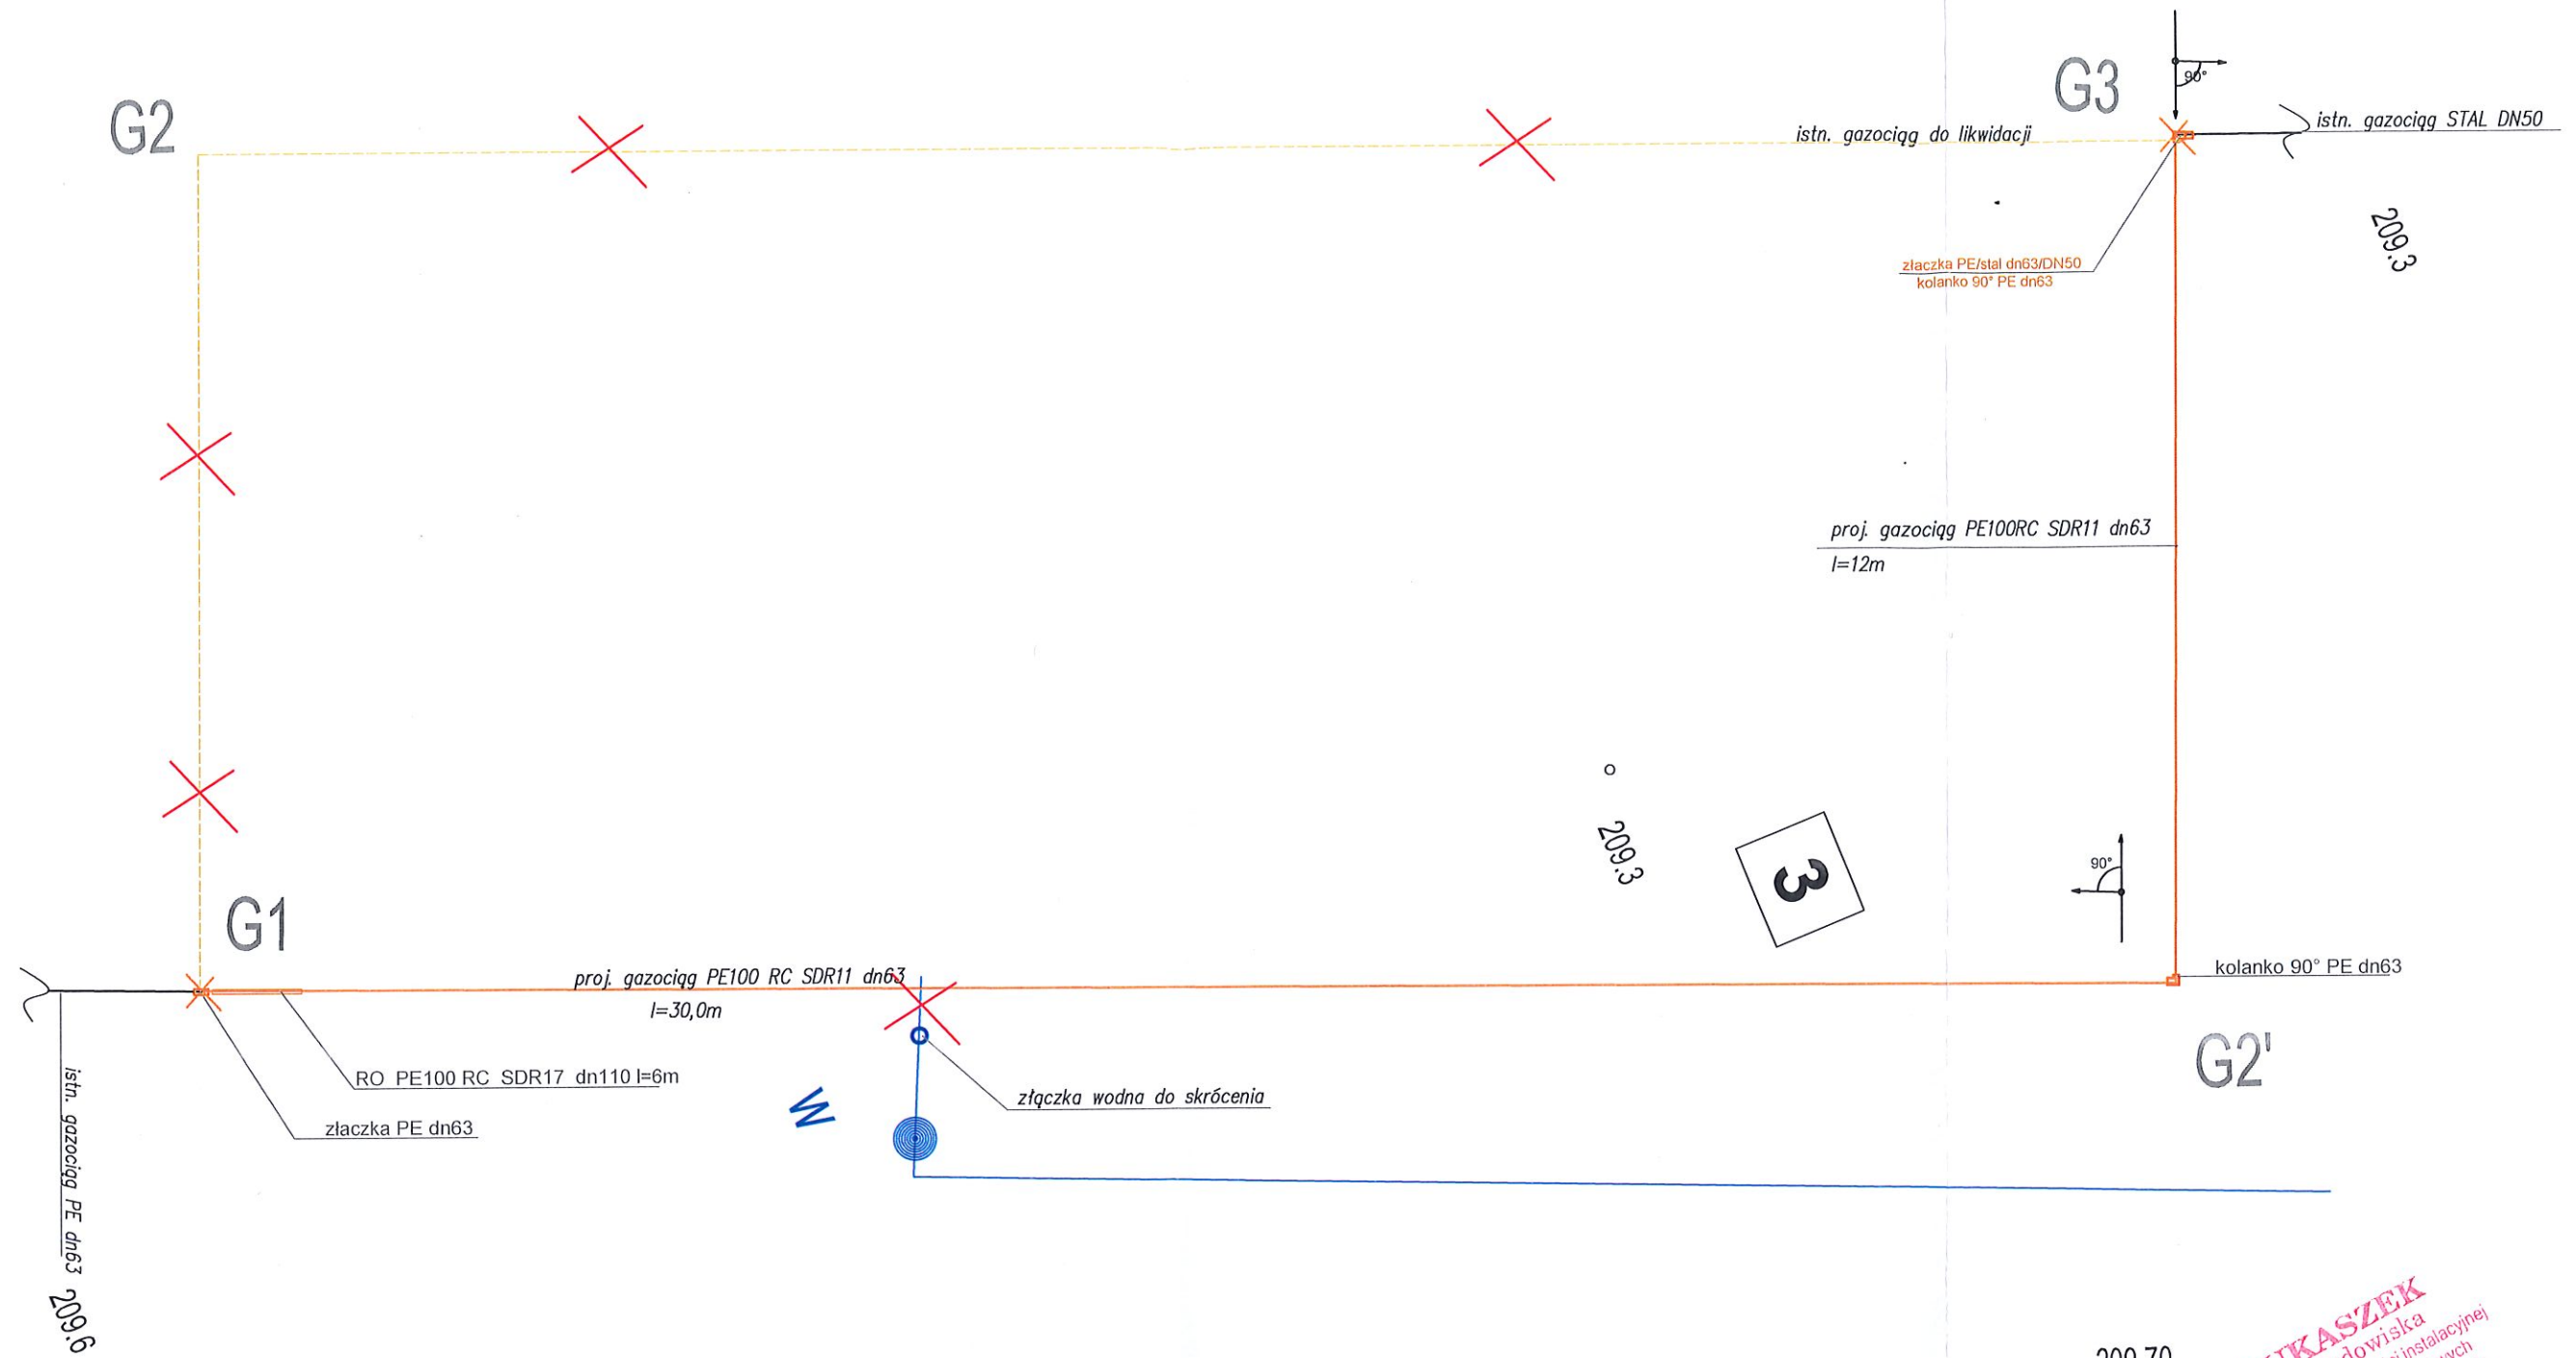 G2
G3
90°
istn. gazociąg do likwidacji
istn. gazociąg STAL DN50
209.3
złaczka PE/stal dn63/DN50
kolanko 90° PE dn63
proj. gazociąg PE100RC SDR11 dn63
l=12m
209.3
3
90°
G1
proj. gazociąg PE100 RC SDR11 dn63
l=30,0m
kolanko 90° PE dn63
G2'
RO PE100 RC SDR17 dn110 l=6m
złączka wodna do skrócenia
W
złaczka PE dn63
istn. gazociąg PE dn63
209.6